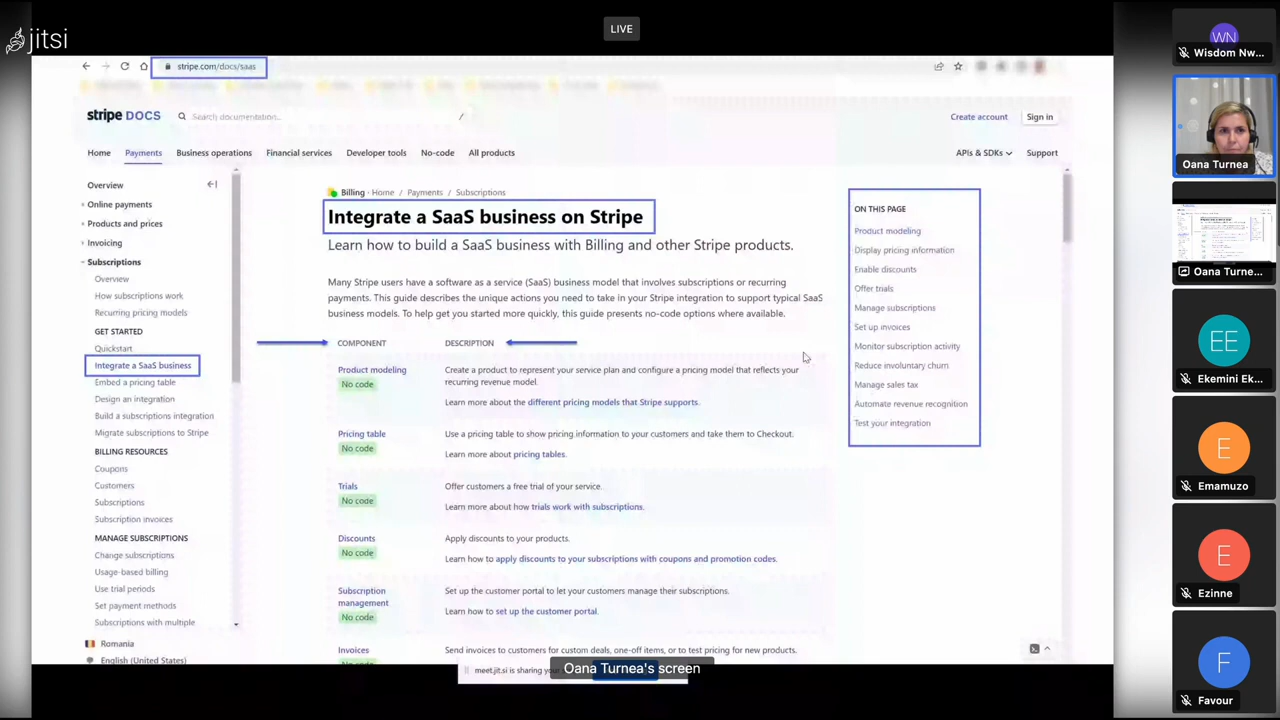 jitsi
LIVE
stripe.com/docs/saas
stripe DOCS
Search documentation...
/
Create account
Sign in
Home
Payments
Business operations
Financial services
Developer tools
No-code
All products
APIs & SDKs
Support
Overview
Online payments
Products and prices
Invoicing
Subscriptions
Overview
How subscriptions work
Recurring pricing models
GET STARTED
Quickstart
Integrate a SaaS business
Embed a pricing table
Design an integration
Build a subscriptions integration
Migrate subscriptions to Stripe
BILLING RESOURCES
Coupons
Customers
Subscriptions
Subscription invoices
MANAGE SUBSCRIPTIONS
Change subscriptions
Usage-based billing
Use trial periods
Set payment methods
Subscriptions with multiple
Romania
English (United States)
Billing · Home / Payments / Subscriptions
Integrate a SaaS business on Stripe
Learn how to build a SaaS business with Billing and other Stripe products.
Many Stripe users have a software as a service (SaaS) business model that involves subscriptions or recurring
payments. This guide describes the unique actions you need to take in your Stripe integration to support typical SaaS
business models. To help get you started more quickly, this guide presents no-code options where available.
COMPONENT
DESCRIPTION
Product modeling
No code
Create a product to represent your service plan and configure a pricing model that reflects your
recurring revenue model.
Learn more about the different pricing models that Stripe supports.
Pricing table
No code
Use a pricing table to show pricing information to your customers and take them to Checkout.
Learn more about pricing tables.
Trials
No code
Offer customers a free trial of your service.
Learn more about how trials work with subscriptions.
Discounts
No code
Apply discounts to your products.
Learn how to apply discounts to your subscriptions with coupons and promotion codes.
Subscription
management
No code
Set up the customer portal to let your customers manage their subscriptions.
Learn how to set up the customer portal.
Invoices
Send invoices to customers for custom deals, one-off items, or to test pricing for new products.
ON THIS PAGE
Product modeling
Display pricing information
Enable discounts
Offer trials
Manage subscriptions
Set up invoices
Monitor subscription activity
Reduce involuntary churn
Manage sales tax
Automate revenue recognition
Test your integration
meet.jit.si is sharing your
Oana Turnea's screen
WN
Wisdom Nw...
Oana Turnea
Oana Turne...
EE
Ekemini Ek...
E
Emamuzo
E
Ezinne
F
Favour